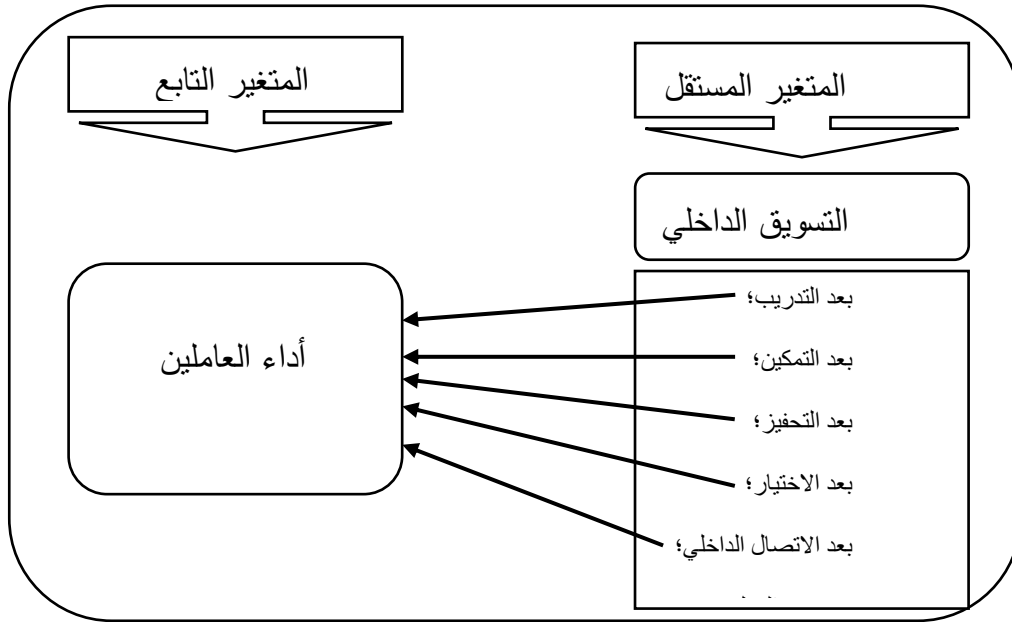 المتغير المستقل
المتغير التابع
التسويق الداخلي
بعد التدريب؛
بعد التمكين؛
بعد التحفيز؛
بعد الاختيار؛
بعد الاتصال الداخلي؛
أداء العاملين